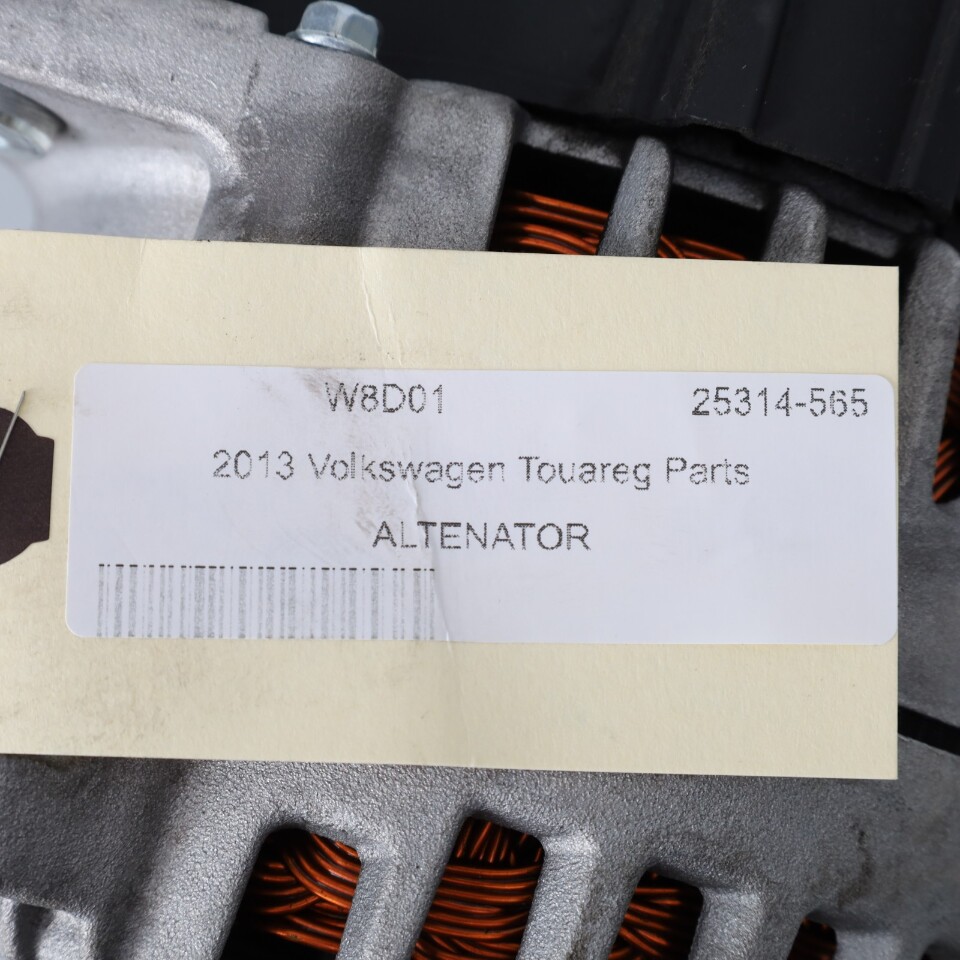 W8D01 25314-565
2013 Volkswagen Touareg Parts
ALTENATOR